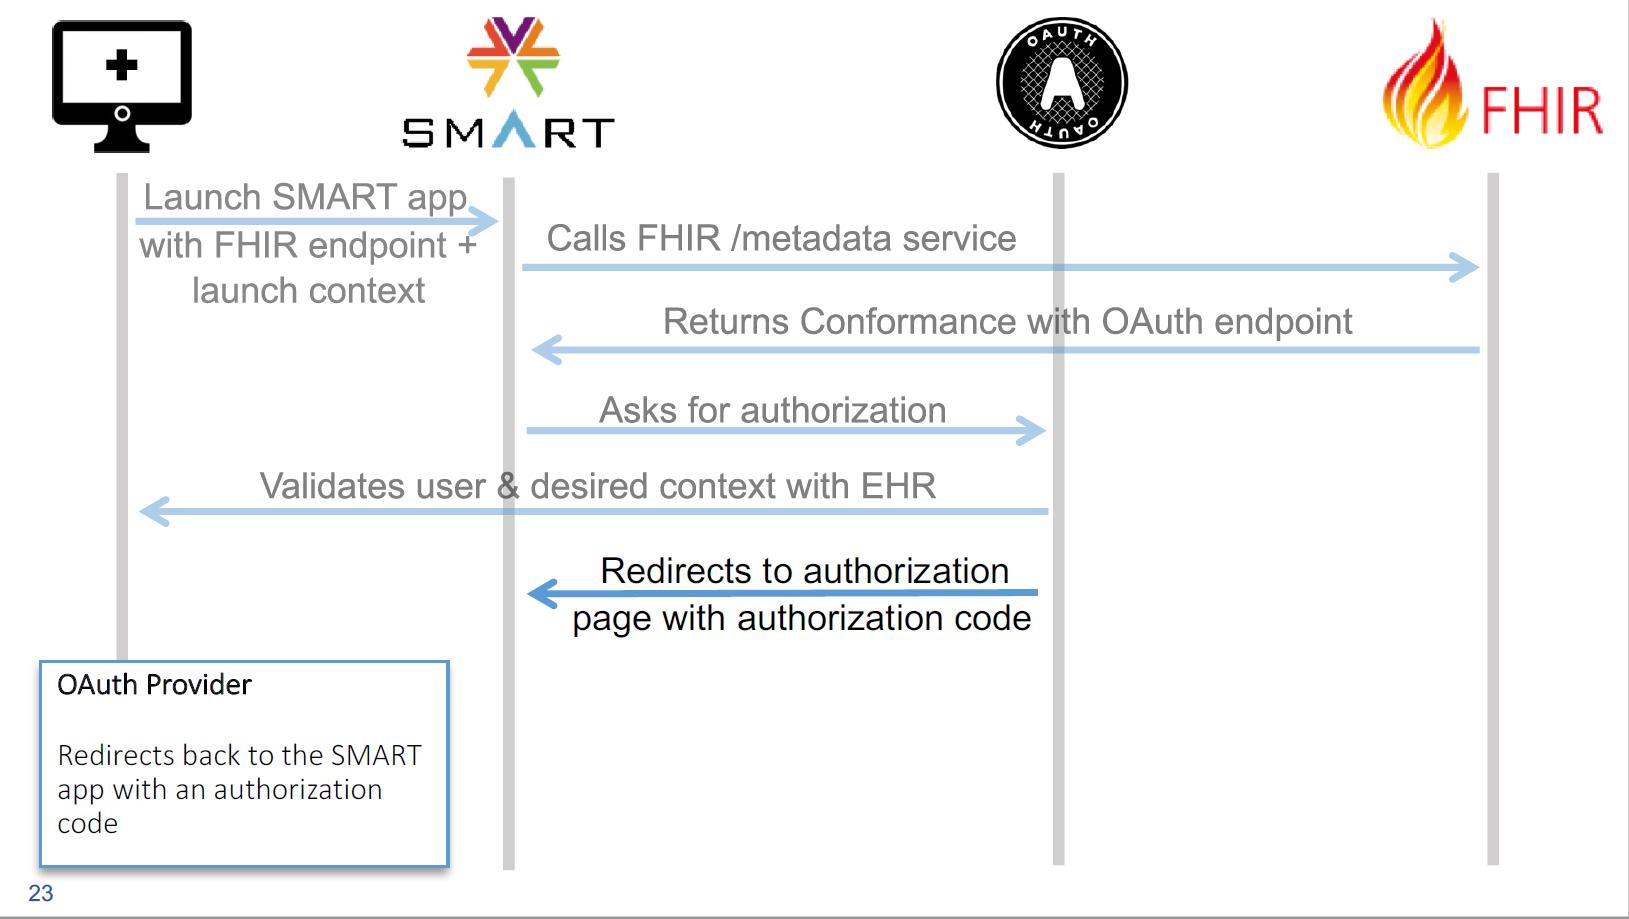 SMART
OAUTH
A
OAUTH
FHIR
Launch SMART app
with FHIR endpoint +
launch context
Calls FHIR /metadata service
Returns Conformance with OAuth endpoint
Asks for authorization
Validates user & desired context with EHR
Redirects to authorization
page with authorization code
OAuth Provider
Redirects back to the SMART
app with an authorization
code
23